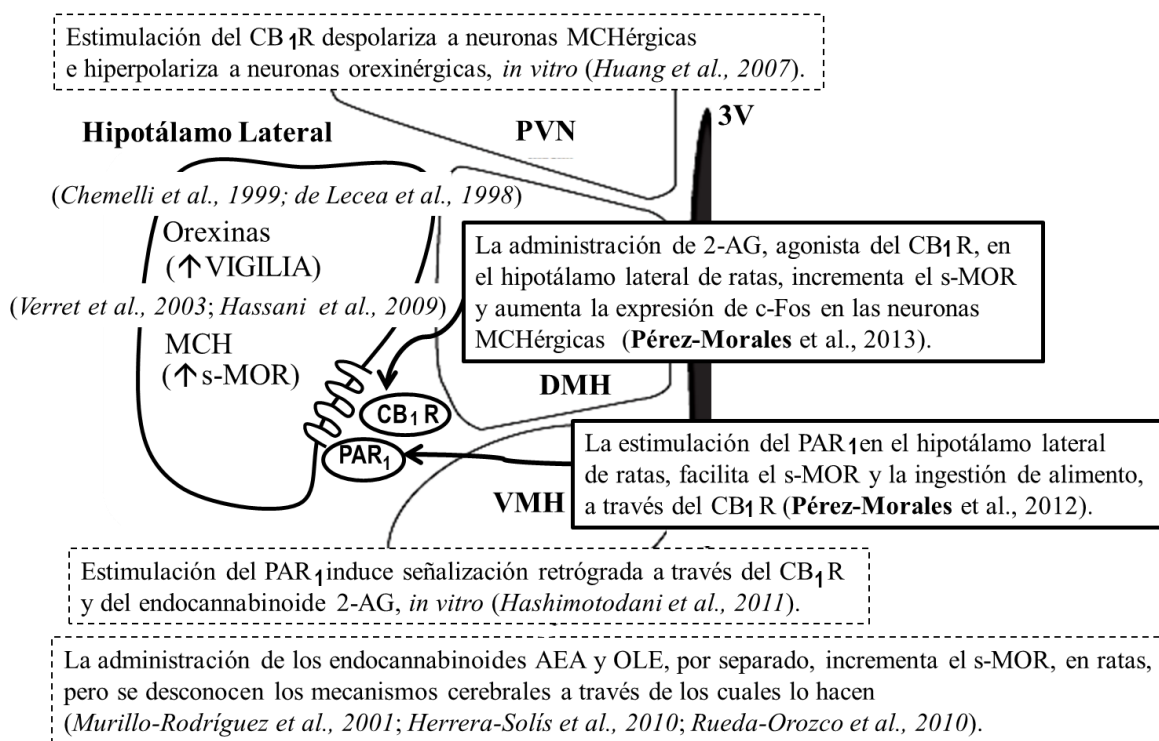 Estimulación del CB1R despolariza a neuronas MCHérgicas
e hiperpolariza a neuronas orexinérgicas, in vitro (Huang et al., 2007).
3V
Hipotálamo Lateral
PVN
(Chemelli et al., 1999; de Lecea et al., 1998)
Orexinas
(↑VIGILIA)
(Verret et al., 2003; Hassani et al., 2009)
MCH
(↑s-MOR)
La administración de 2-AG, agonista del CB1R, en
el hipotálamo lateral de ratas, incrementa el s-MOR
y aumenta la expresión de c-Fos en las neuronas
MCHérgicas (Pérez-Morales et al., 2013).
DMH
CB1R
PAR1
La estimulación del PAR1 en el hipotálamo lateral
de ratas, facilita el s-MOR y la ingestión de alimento,
a través del CB1R (Pérez-Morales et al., 2012).
VMH
Estimulación del PAR1 induce señalización retrógrada a través del CB1R
y del endocannabinoide 2-AG, in vitro (Hashimotodani et al., 2011).
La administración de los endocannabinoides AEA y OLE, por separado, incrementa el s-MOR, en ratas,
pero se desconocen los mecanismos cerebrales a través de los cuales lo hacen
(Murillo-Rodríguez et al., 2001; Herrera-Solís et al., 2010; Rueda-Orozco et al., 2010).